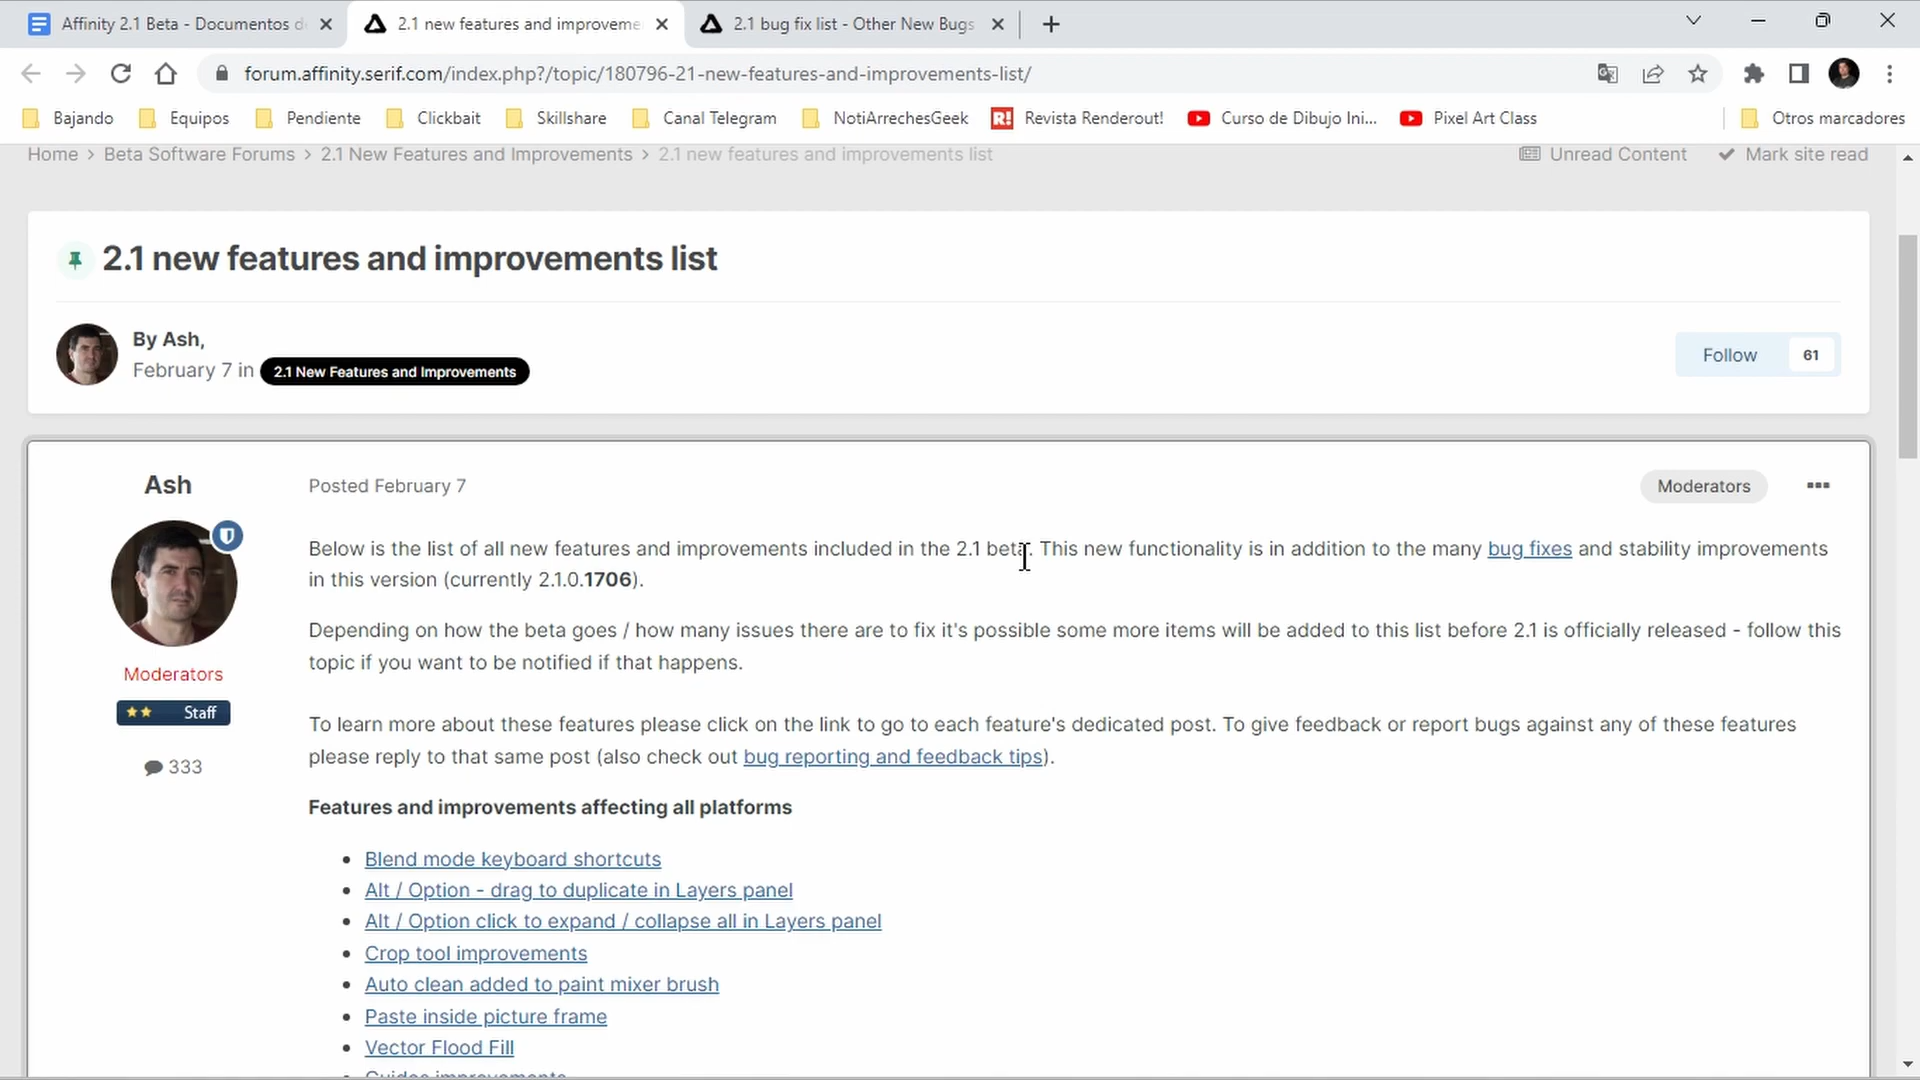 Affinity 2.1 Beta - Documentos d
2.1 new features and improveme
2.1 bug fix list - Other New Bugs
forum.affinity.serif.com/index.php?/topic/180796-21-new-features-and-improvements-list/
Bajando
Equipos
Pendiente
Clickbait
Skillshare
Canal Telegram
NotiArrechesGeek
R!
Revista Renderout!
Curso de Dibujo Ini...
Pixel Art Class
Otros marcadores
Home > Beta Software Forums > 2.1 New Features and Improvements > 2.1 new features and improvements list
Unread Content
Mark site read
2.1 new features and improvements list
By Ash,
February 7 in 2.1 New Features and Improvements
Follow 61
Ash
Posted February 7
Moderators
Below is the list of all new features and improvements included in the 2.1 beta. This new functionality is in addition to the many bug fixes and stability improvements
in this version (currently 2.1.0.1706).
Depending on how the beta goes / how many issues there are to fix it's possible some more items will be added to this list before 2.1 is officially released - follow this
topic if you want to be notified if that happens.
Moderators
Staff
333
To learn more about these features please click on the link to go to each feature's dedicated post. To give feedback or report bugs against any of these features
please reply to that same post (also check out bug reporting and feedback tips).
Features and improvements affecting all platforms
• Blend mode keyboard shortcuts
• Alt / Option - drag to duplicate in Layers panel
• Alt / Option click to expand / collapse all in Layers panel
• Crop tool improvements
• Auto clean added to paint mixer brush
• Paste inside picture frame
• Vector Flood Fill
• Guides improvements